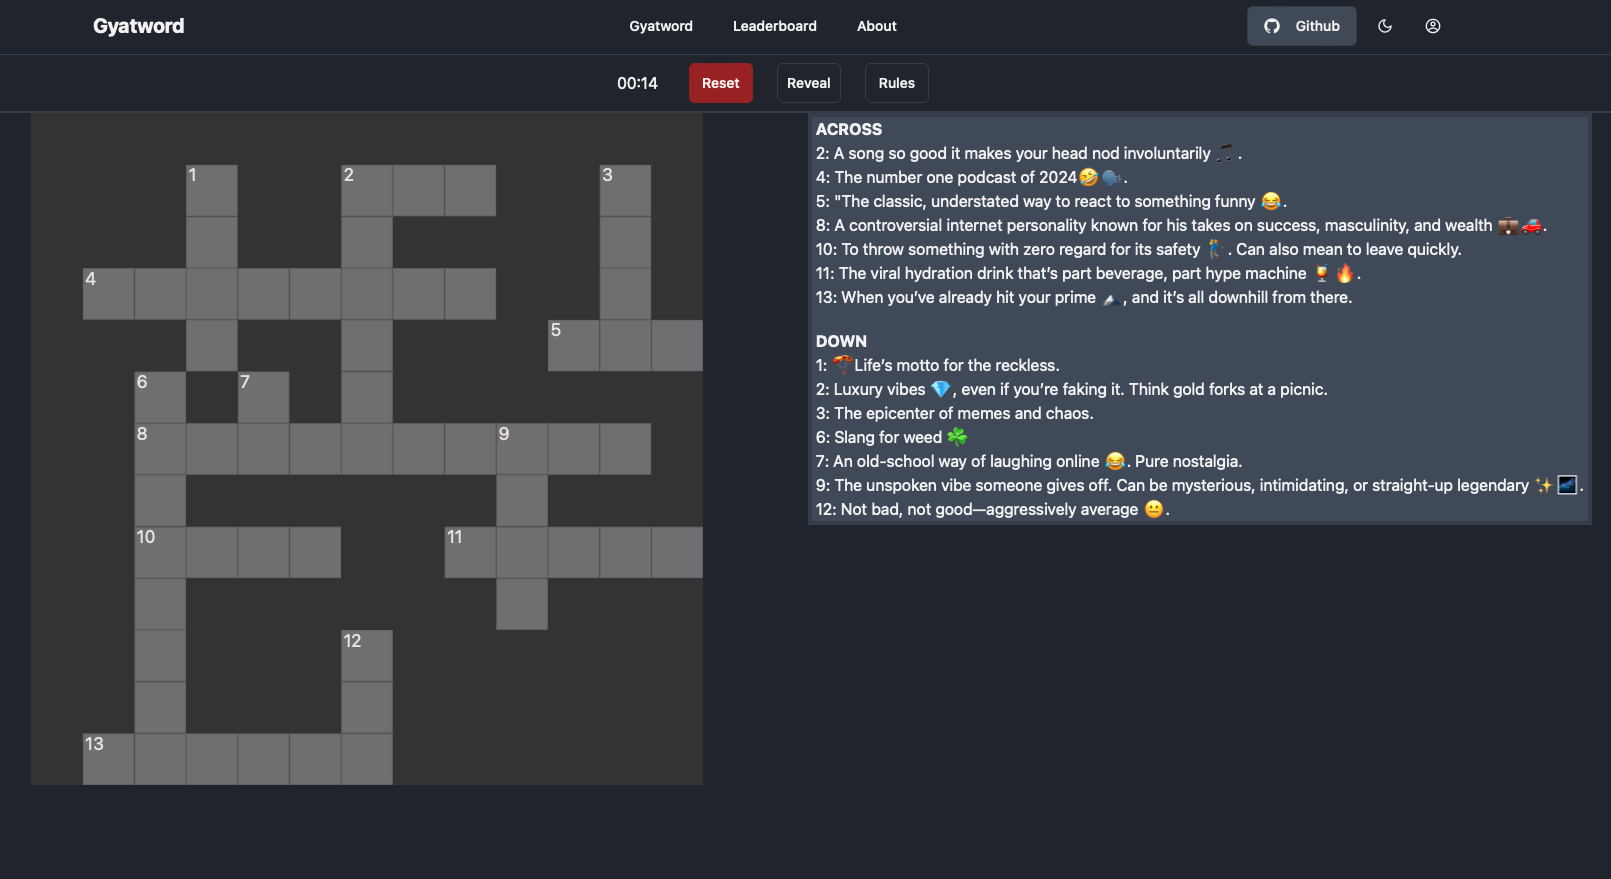 Gyatword
Gyatword Leaderboard About
Github
00:14 Reset Reveal Rules
1 2 3
4
5
6 7
8 9
10 11
12
13
ACROSS
2: A song so good it makes your head nod involuntarily 🎵.
4: The number one podcast of 2024🤣🗣️.
5: "The classic, understated way to react to something funny 😂.
8: A controversial internet personality known for his takes on success, masculinity, and wealth 💼🚗.
10: To throw something with zero regard for its safety 🏌️. Can also mean to leave quickly.
11: The viral hydration drink that’s part beverage, part hype machine 🍹🔥.
13: When you’ve already hit your prime 🏔️, and it’s all downhill from there.
DOWN
1: 🪂Life’s motto for the reckless.
2: Luxury vibes 💎, even if you’re faking it. Think gold forks at a picnic.
3: The epicenter of memes and chaos.
6: Slang for weed ☘️
7: An old-school way of laughing online 😂. Pure nostalgia.
9: The unspoken vibe someone gives off. Can be mysterious, intimidating, or straight-up legendary ✨🌌.
12: Not bad, not good—aggressively average 😐.